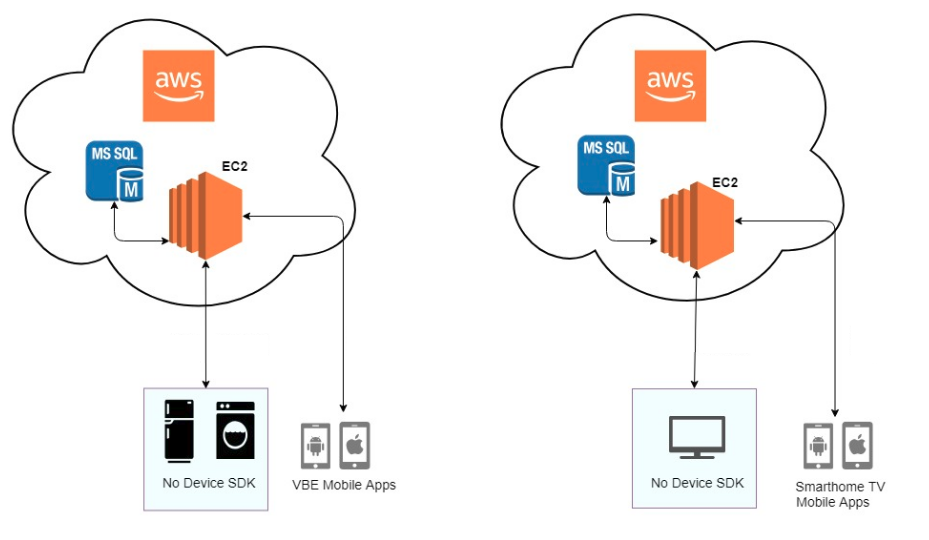 aws
MS SQL
M
EC2
No Device SDK
VBE Mobile Apps
aws
MS SQL
M
EC2
No Device SDK
Smarthome TV
Mobile Apps